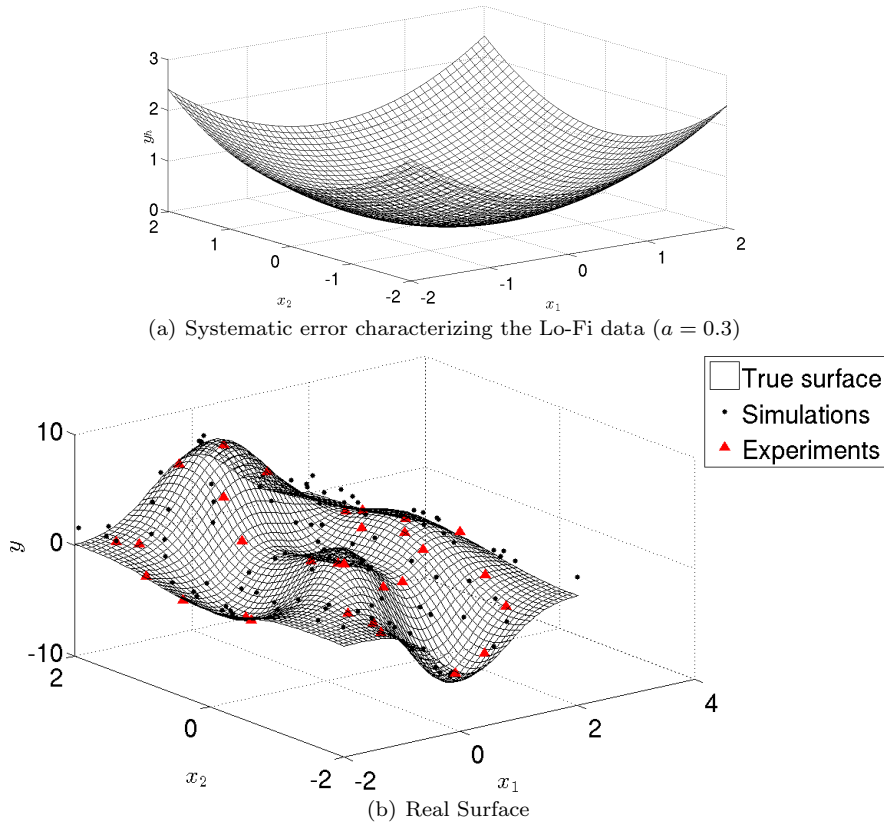 3
2
1
0
y_h
2
1
0
-1
-2
x_2
-2
-1
0
1
2
x_1
(a) Systematic error characterizing the Lo-Fi data (a = 0.3)
True surface
Simulations
Experiments
10
0
-10
y
2
0
-2
x_2
-2
0
2
4
x_1
(b) Real Surface